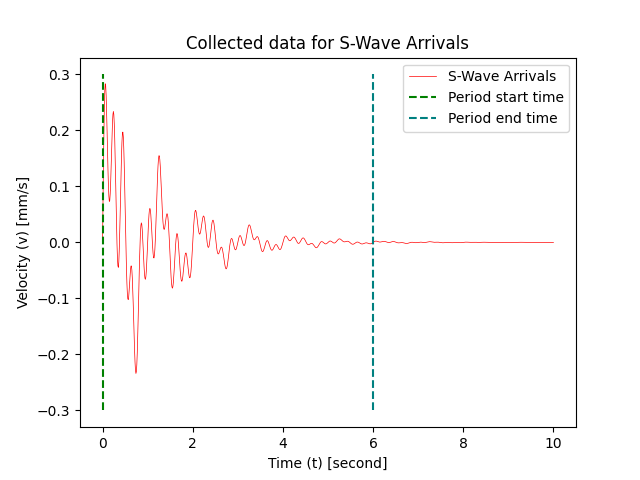 Collected data for S-Wave Arrivals
S-Wave Arrivals
Period start time
Period end time
Velocity (v) [mm/s]
0.3
0.2
0.1
0.0
−0.1
−0.2
−0.3
0 2 4 6 8 10
Time (t) [second]